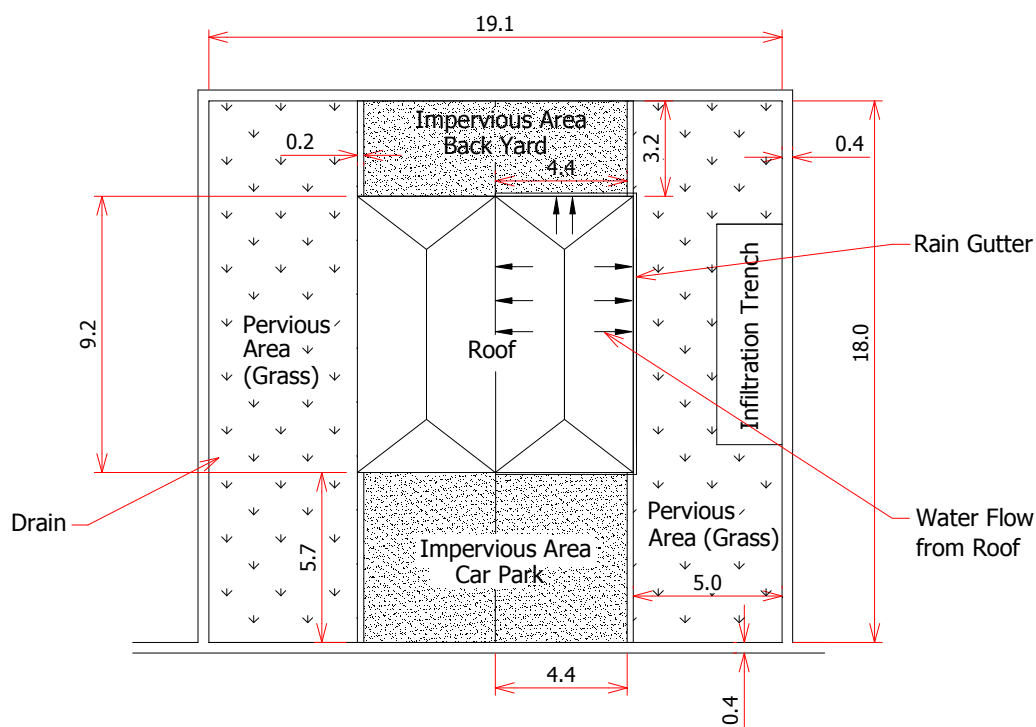 19.1
Impervious Area
Back Yard
0.2
3.2
0.4
4.4
Rain Gutter
9.2
Pervious
Area
(Grass)
Roof
Infiltration Trench
18.0
Drain
5.7
Impervious Area
Car Park
Pervious
Area (Grass)
Water Flow
from Roof
5.0
4.4
0.4